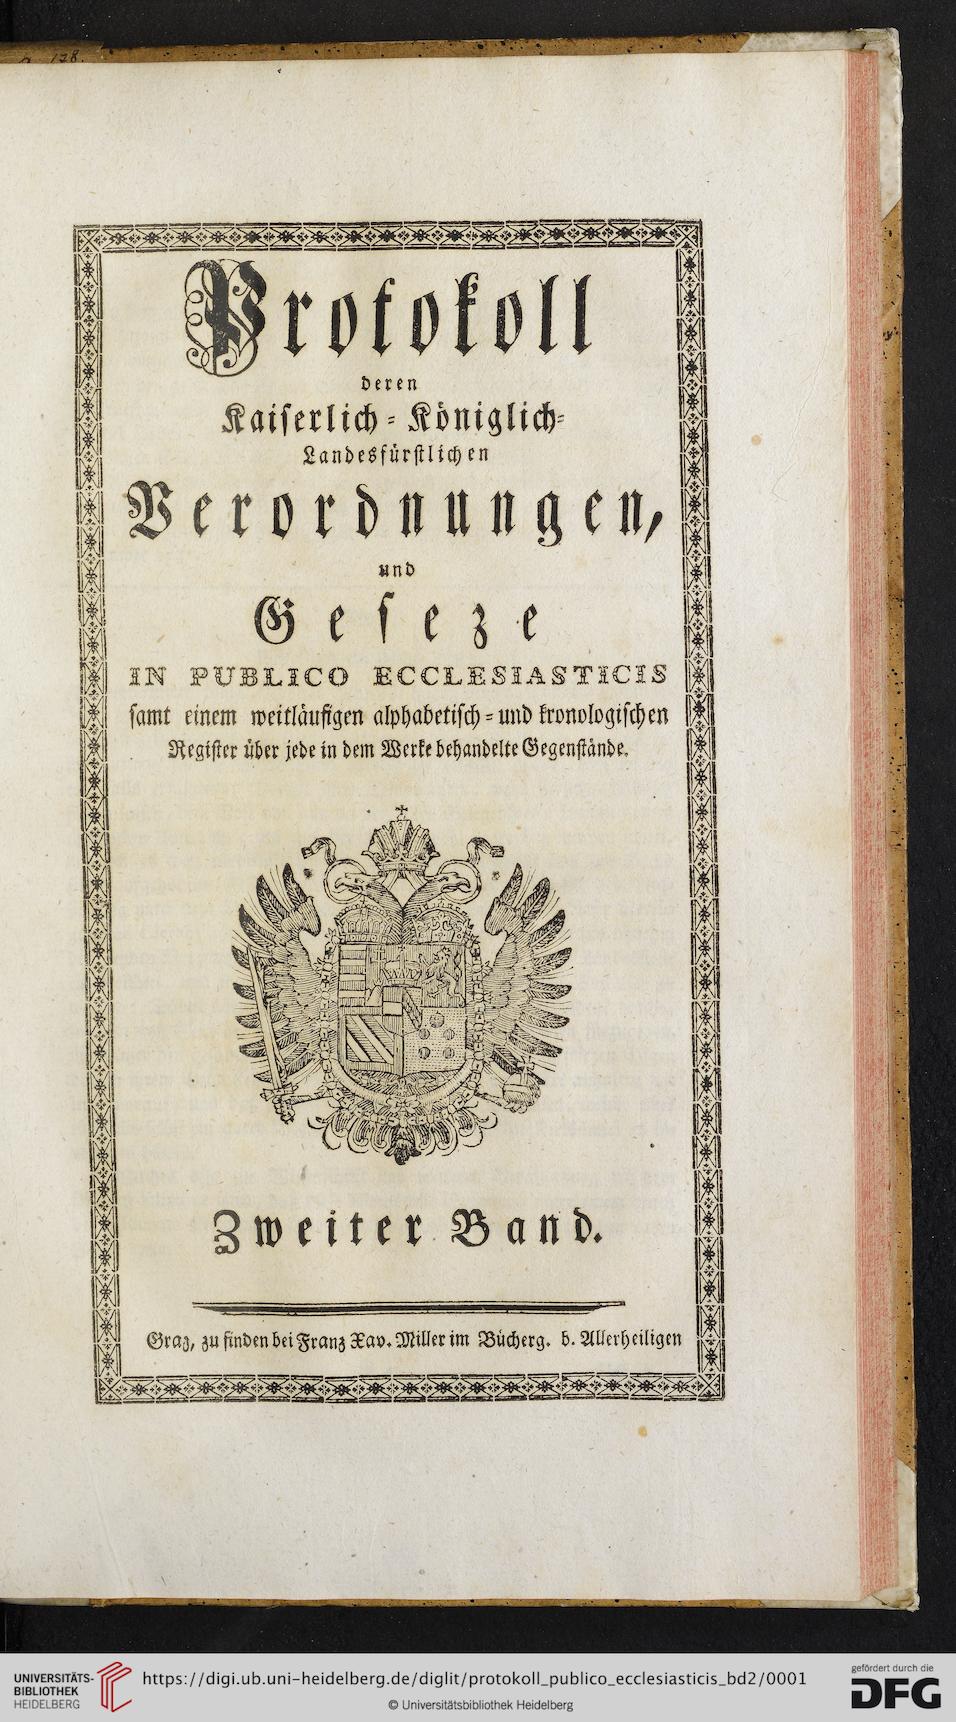 Protokoll
deren
Kaiserlich=Königlich=
Landesfürstlichen
Verordnungen,
und
Geseze
IN PUBLICO ECCLESIASTICIS
samt einem weitläufigen alphabetisch=und kronologischen
Register über jede in dem Werke behandelte Gegenstände.
Zweiter Band.
Graz, zu finden bei Franz Xav. Miller im Bücherg. b. Allerheiligen
UNIVERSITÄTS-
BIBLIOTHEK
HEIDELBERG
https://digi.ub.uni-heidelberg.de/diglit/protokoll_publico_ecclesiasticis_bd2/0001
© Universitätsbibliothek Heidelberg
gefördert durch die
DFG